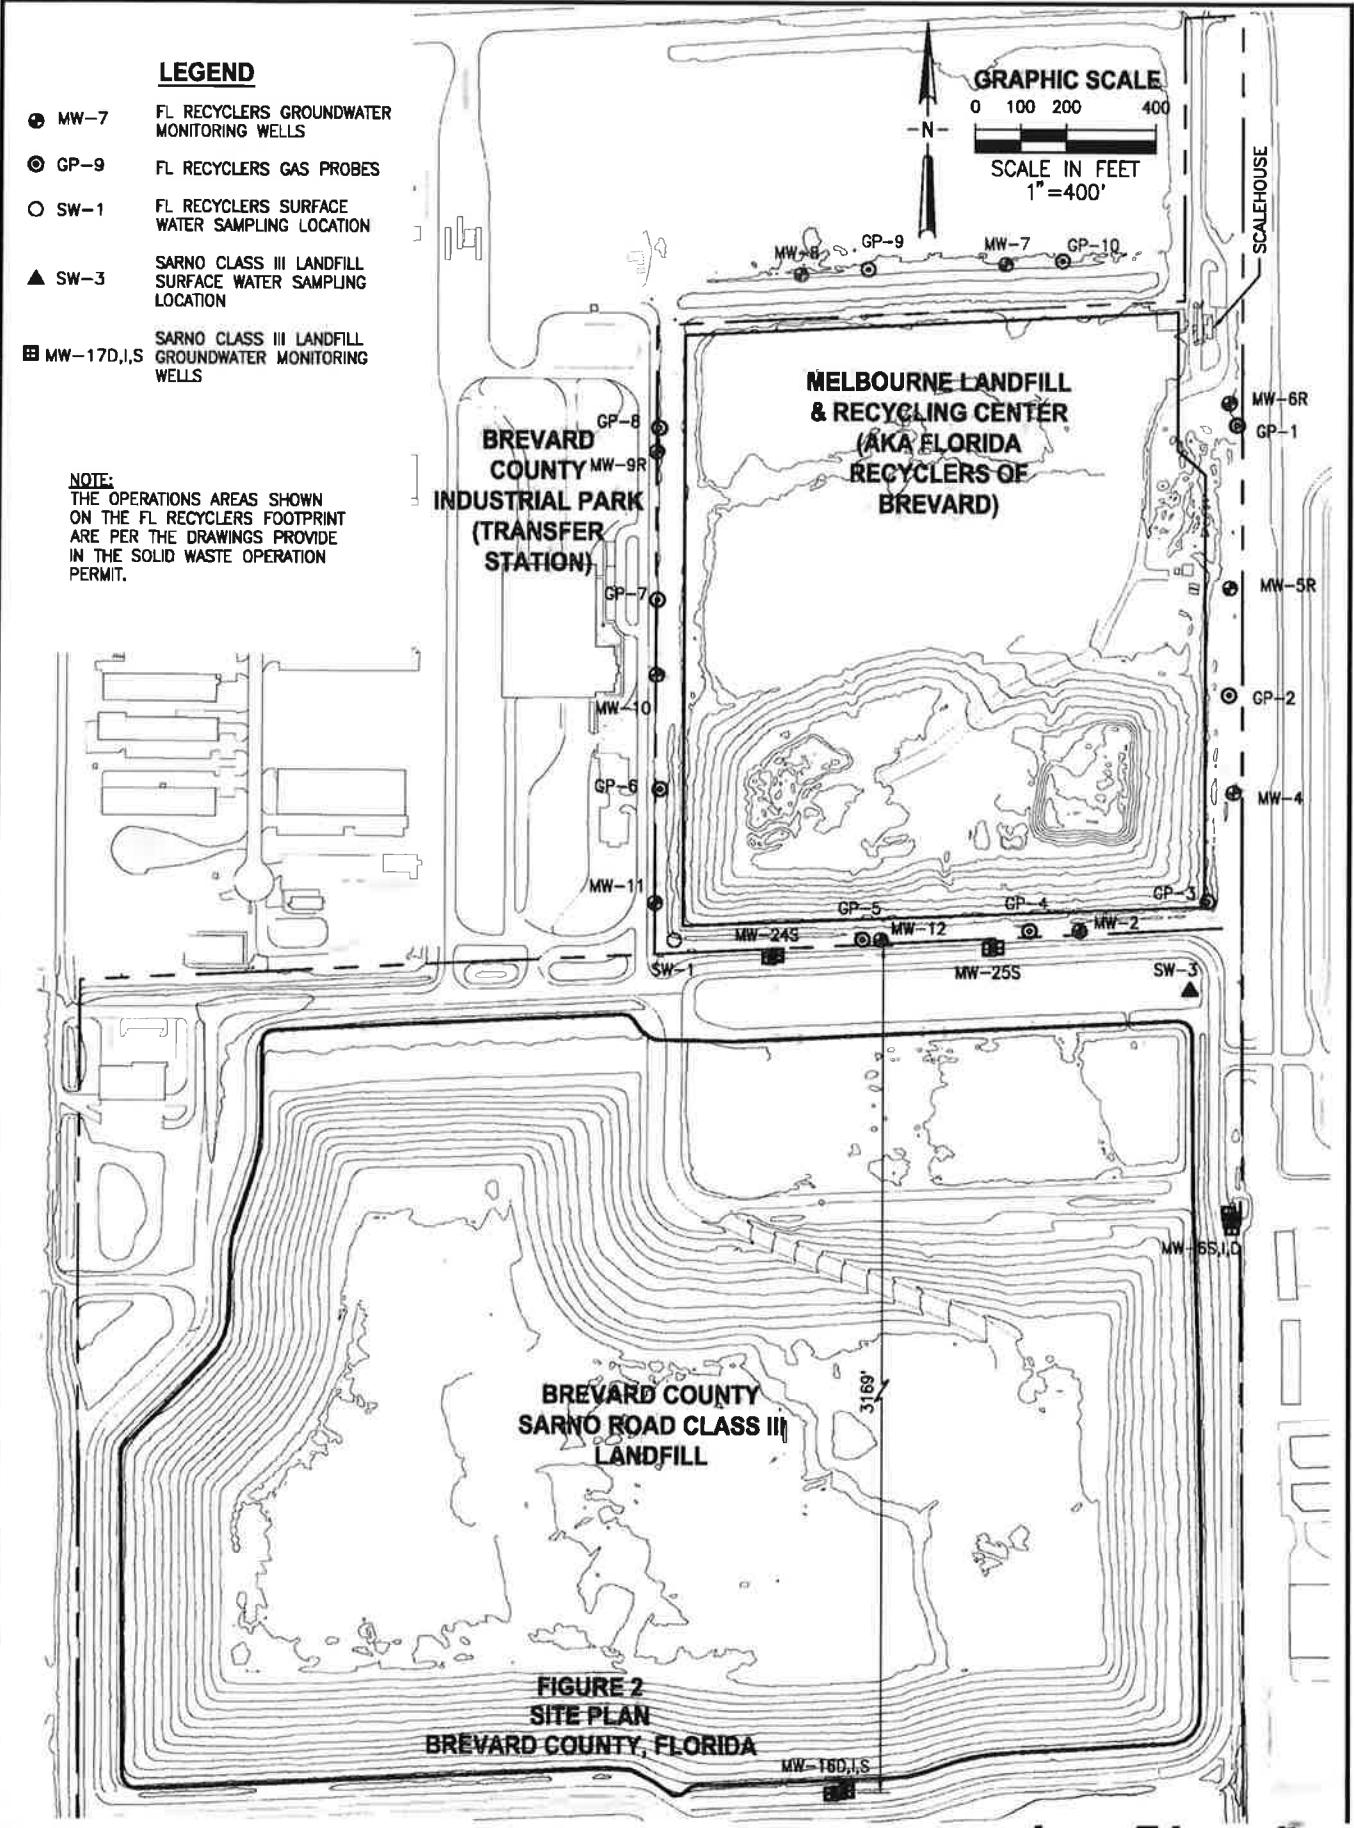 LEGEND
MW-7 FL RECYCLERS GROUNDWATER
MONITORING WELLS
GP-9 FL RECYCLERS GAS PROBES
SW-1 FL RECYCLERS SURFACE
WATER SAMPLING LOCATION
SW-3 SARNO CLASS III LANDFILL
SURFACE WATER SAMPLING
LOCATION
MW-17D,I,S SARNO CLASS III LANDFILL
GROUNDWATER MONITORING
WELLS
NOTE:
THE OPERATIONS AREAS SHOWN
ON THE FL RECYCLERS FOOTPRINT
ARE PER THE DRAWINGS PROVIDE
IN THE SOLID WASTE OPERATION
PERMIT.
-N-
GRAPHIC SCALE
0 100 200 400
SCALE IN FEET
1"=400'
SCALEHOUSE
MW-8
GP-9
MW-7
GP-10
MELBOURNE LANDFILL
& RECYCLING CENTER
(AKA FLORIDA
RECYCLERS OF
BREVARD)
MW-6R
GP-1
GP-8
MW-9R
BREVARD
COUNTY
INDUSTRIAL PARK
(TRANSFER
STATION)
GP-7
MW-5R
MW-10
GP-2
GP-6
MW-4
MW-11
GP-3
GP-5
GP-4
MW-24S
MW-12
MW-2
SW-1
MW-25S
SW-3
MW-6S,I,D
3169'
BREVARD COUNTY
SARNO ROAD CLASS III
LANDFILL
FIGURE 2
SITE PLAN
BREVARD COUNTY, FLORIDA
MW-16D,I,S